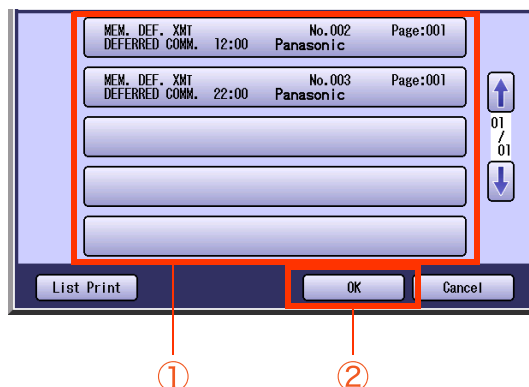 MEM. DEF. XMT No.002 Page:001
DEFERRED COMM. 12:00 Panasonic
MEM. DEF. XMT No.003 Page:001
DEFERRED COMM. 22:00 Panasonic
01
/
01
List Print OK Cancel
① ②